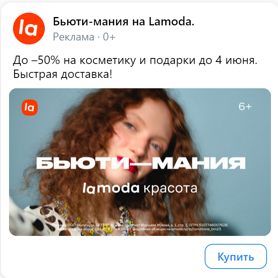 la
Бьюти-мания на Lamoda.
Реклама · 0+
До –50% на косметику и подарки до 4 июня.
Быстрая доставка!
la
6+
БЬЮТИ—МАНИЯ
lamoda красота
Купить